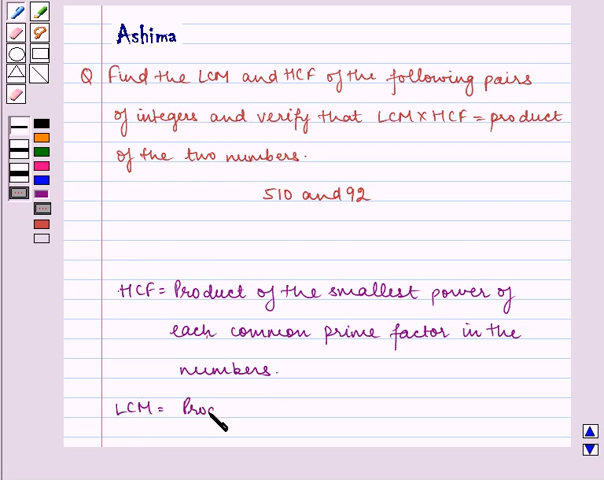 Ashima
Q Find the LCM and HCF of the following pairs
of integers and verify that LCM × HCF = product
of the two numbers.
510 and 92
HCF = Product of the smallest power of
each common prime factor in the
numbers.
LCM = Proc